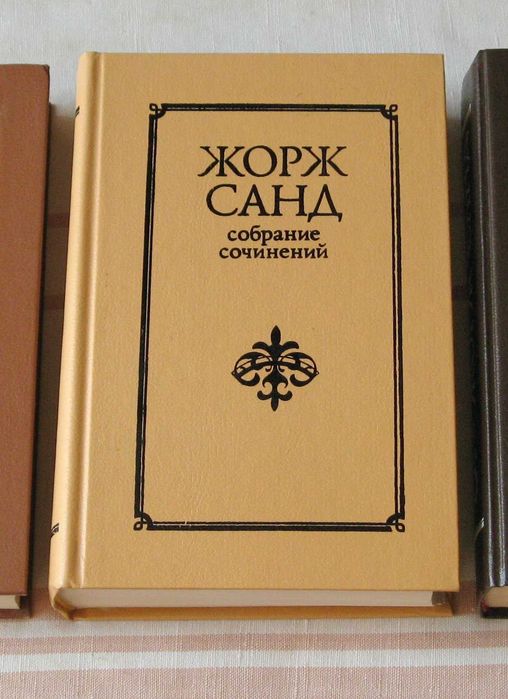 ЖОРЖ
САНД
собрание
сочинений